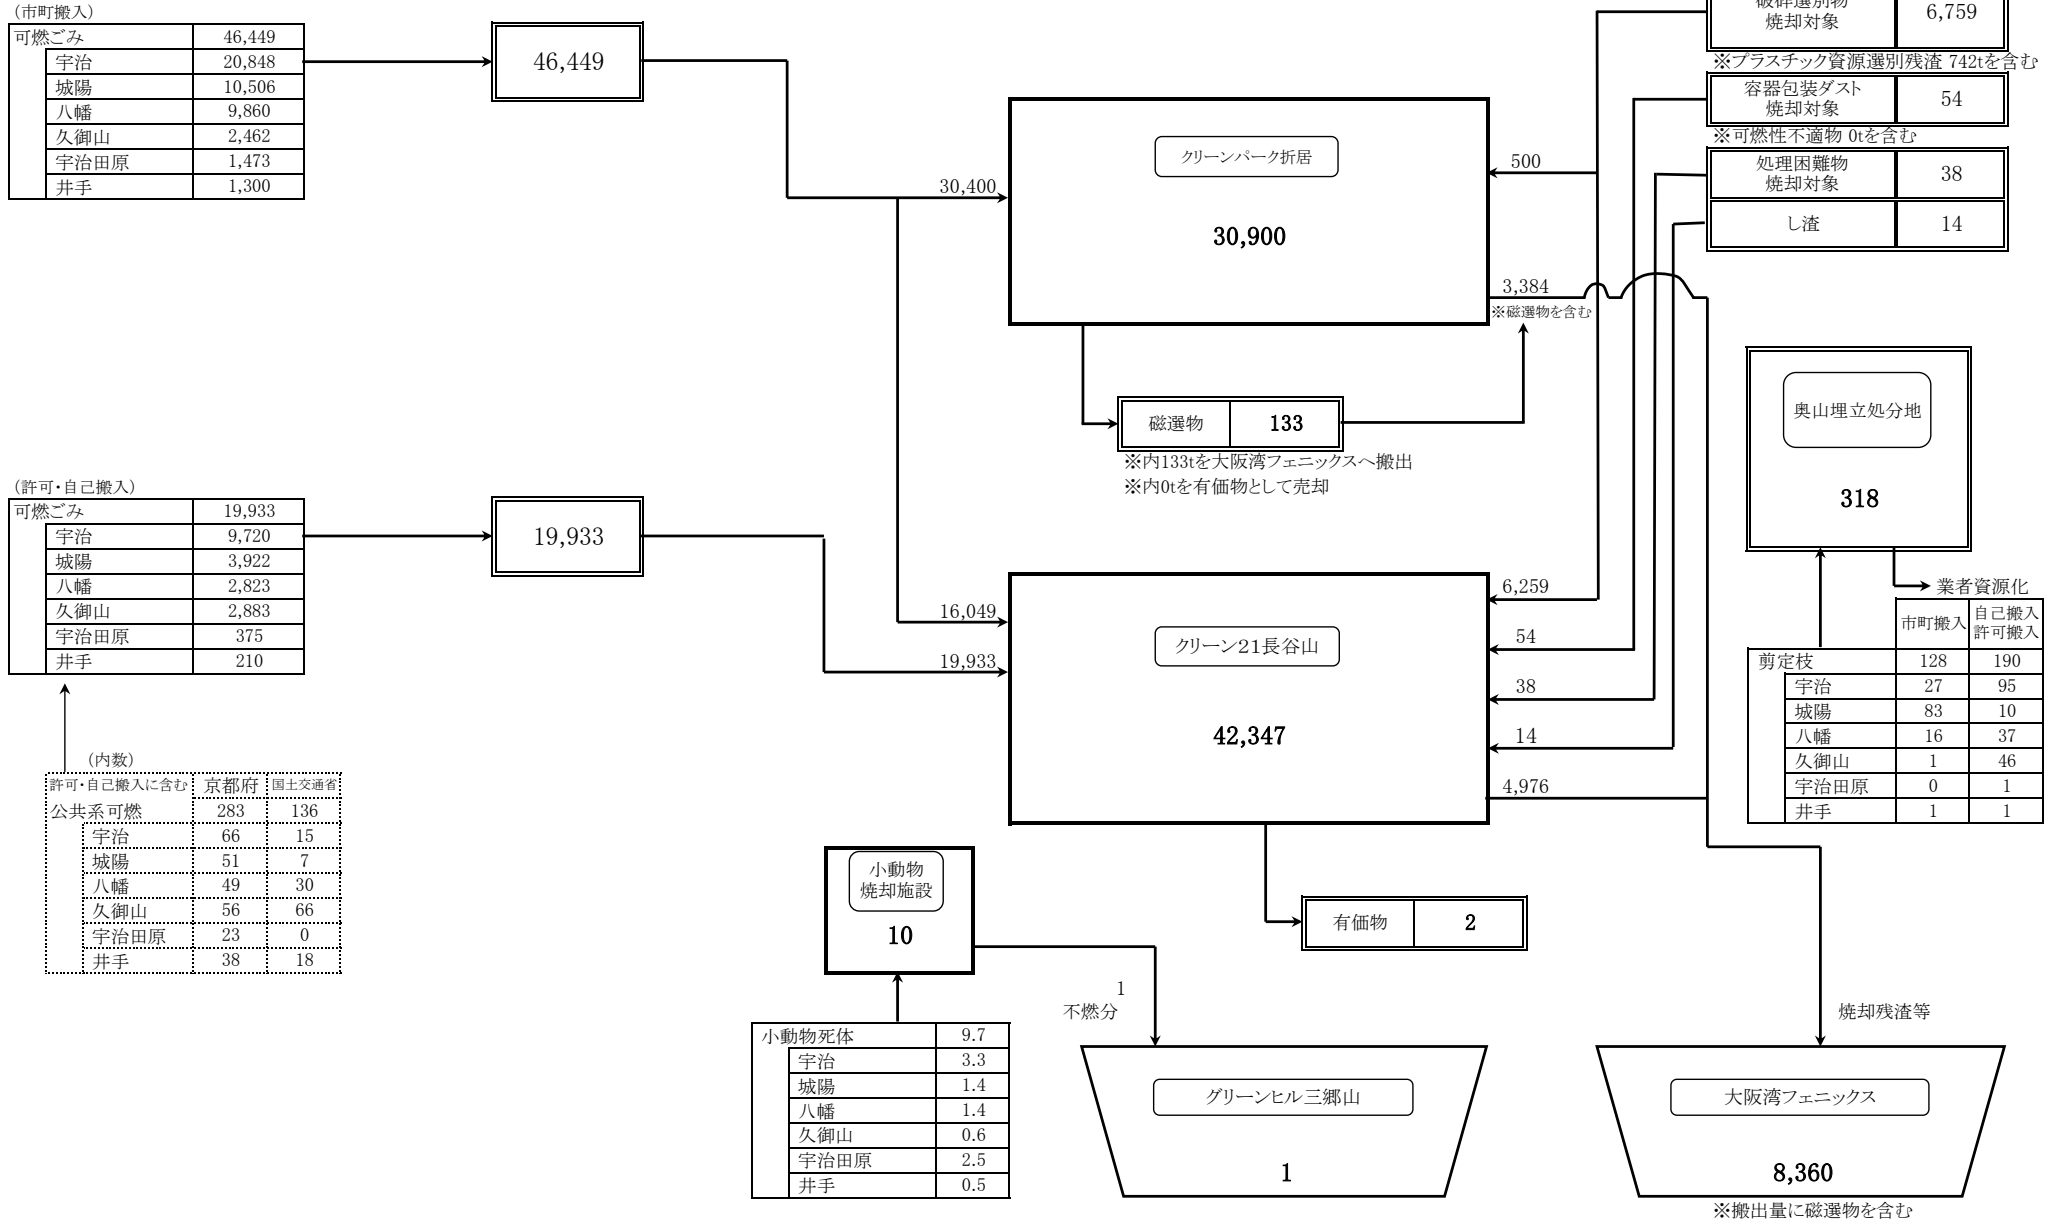 （市町搬入）
可燃ごみ 46,449
宇治 20,848
城陽 10,506
八幡 9,860
久御山 2,462
宇治田原 1,473
井手 1,300
46,449
破砕選別物
焼却対象 6,759
※プラスチック資源選別残渣 742tを含む
容器包装ダスト
焼却対象 54
※可燃性不適物 0tを含む
処理困難物
焼却対象 38
し渣 14
クリーンパーク折居
30,900
30,400
500
3,384
※磁選物を含む
磁選物 133
※内133tを大阪湾フェニックスへ搬出
※内0tを有価物として売却
奥山埋立処分地
318
業者資源化
市町搬入 自己搬入
許可搬入
剪定枝 128 190
宇治 27 95
城陽 83 10
八幡 16 37
久御山 1 46
宇治田原 0 1
井手 1 1
（許可・自己搬入）
可燃ごみ 19,933
宇治 9,720
城陽 3,922
八幡 2,823
久御山 2,883
宇治田原 375
井手 210
19,933
16,049
19,933
クリーン21長谷山
42,347
6,259
54
38
14
4,976
有価物 2
（内数）
許可・自己搬入に含む 京都府 国土交通省
公共系可燃 283 136
宇治 66 15
城陽 51 7
八幡 49 30
久御山 56 66
宇治田原 23 0
井手 38 18
小動物
焼却施設
10
小動物死体 9.7
宇治 3.3
城陽 1.4
八幡 1.4
久御山 0.6
宇治田原 2.5
井手 0.5
1
不燃分
グリーンヒル三郷山
1
焼却残渣等
大阪湾フェニックス
8,360
※搬出量に磁選物を含む